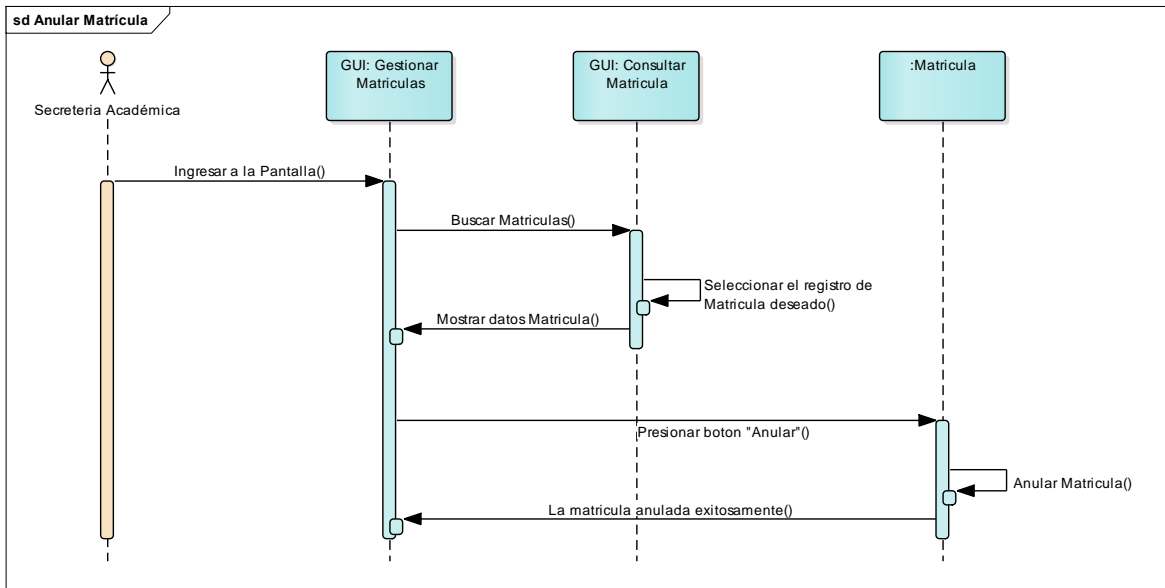 sd Anular Matrícula
Secreteria Académica
GUI: Gestionar
Matriculas
GUI: Consultar
Matricula
:Matricula
Ingresar a la Pantalla()
Buscar Matriculas()
Seleccionar el registro de
Matricula deseado()
Mostrar datos Matricula()
Presionar boton "Anular"()
Anular Matricula()
La matricula anulada exitosamente()